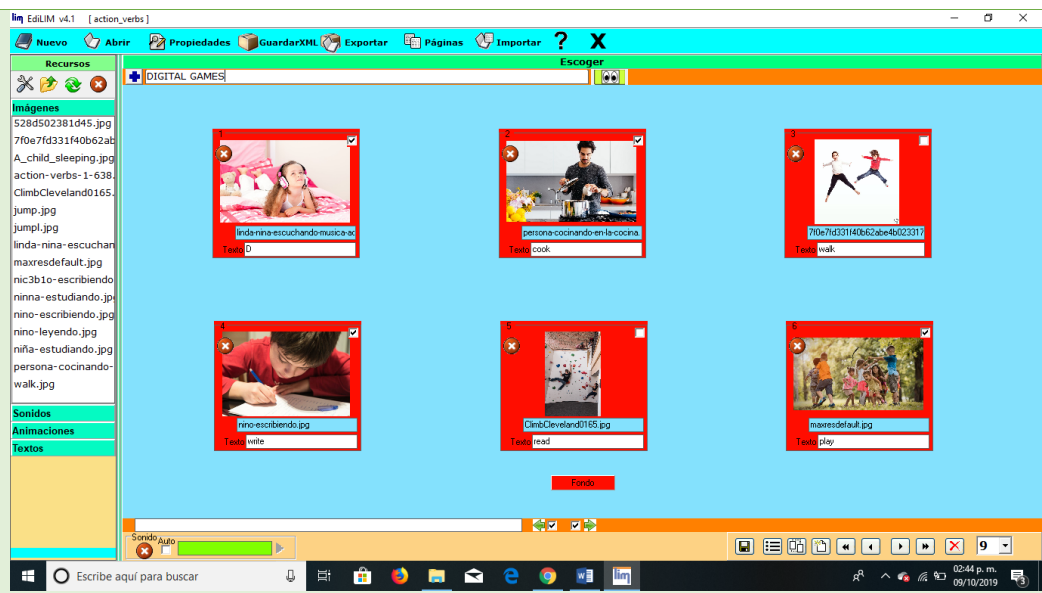 lim EdiLIM v4.1 [ action_verbs ]
Nuevo Abrir Propiedades GuardarXML Exportar Páginas Importar ? X
Recursos
Escoger
DIGITAL GAMES
Imágenes
528d502381d45.jpg
7f0e7fd331f40b62ab
A_child_sleeping.jpg
action-verbs-1-638.
ClimbCleveland0165.
jump.jpg
jumpl.jpg
linda-nina-escuchan
maxresdefault.jpg
nic3b1o-escribiendo
ninna-estudiando.jp
nino-escribiendo.jpg
nino-leyendo.jpg
niña-estudiando.jpg
persona-cocinando-
walk.jpg
Sonidos
Animaciones
Textos
1
linda-nina-escuchando-musica-ac
Texto D
2
persona-cocinando-en-la-cocina.
Texto cook
3
7f0e7fd331f40b62abe4b023317
Texto walk
4
nino-escribiendo.jpg
Texto write
5
ClimbCleveland0165.jpg
Texto read
6
maxresdefault.jpg
Texto play
Fondo
Sonido Auto
9
Escribe aquí para buscar
lim
02:44 p. m.
09/10/2019
3